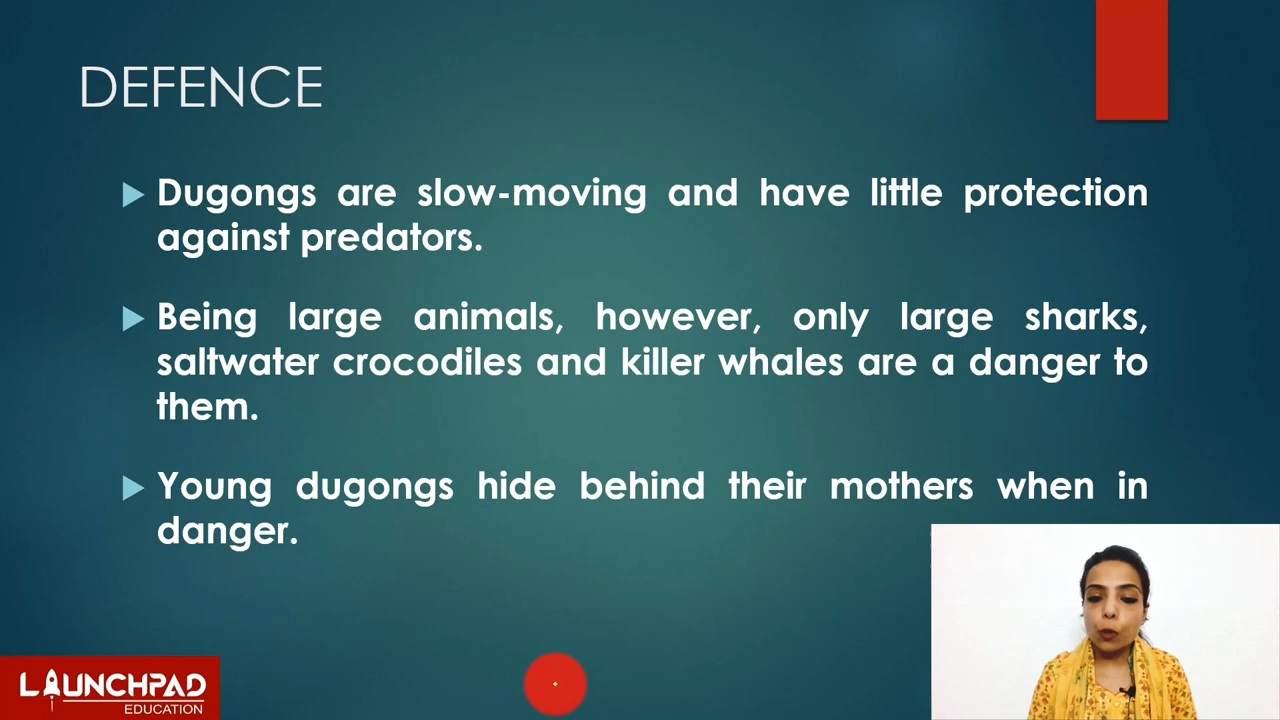 DEFENCE
Dugongs are slow-moving and have little protection
against predators.
Being large animals, however, only large sharks,
saltwater crocodiles and killer whales are a danger to
them.
Young dugongs hide behind their mothers when in
danger.
LAUNCHPAD
EDUCATION